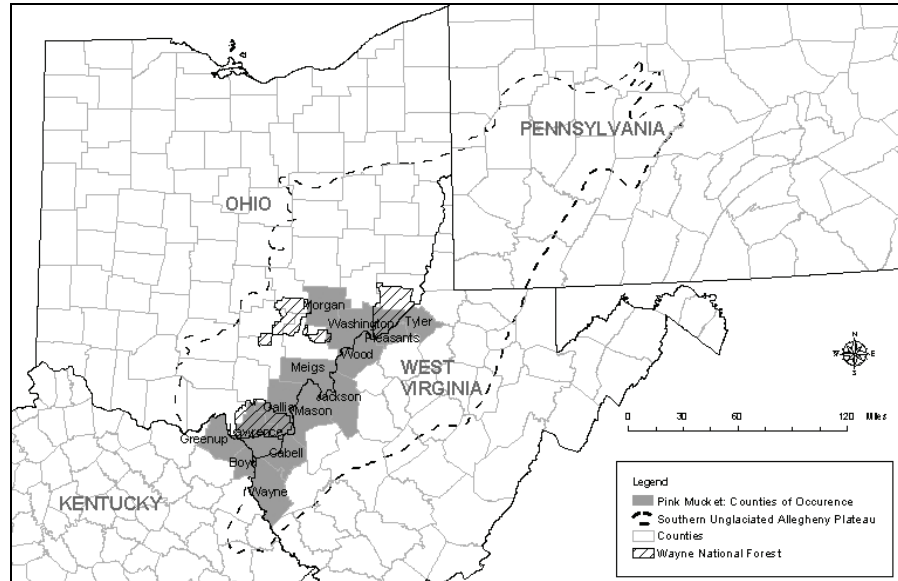 PENNSYLVANIA
OHIO
Morgan
Washington
Tyler
Pleasants
Wood
WEST
VIRGINIA
Meigs
Jackson
Gallia
Mason
Lawrence
Greenup
Cabell
Boyd
Wayne
KENTUCKY
N
W
E
S
0 30 60 120 Miles
Legend
Pink Mucket: Counties of Occurence
Southern Unglaciated Allegheny Plateau
Counties
Wayne National Forest